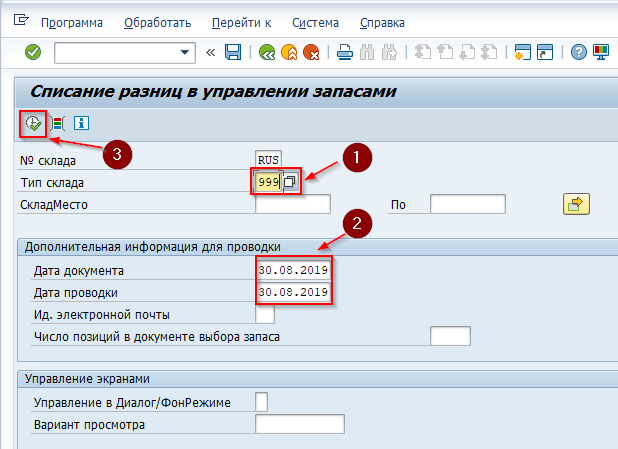 Программа Обработать Перейти к Система Справка
Списание разниц в управлении запасами
3
1
№ склада RUS
Тип склада 999
СкладМесто По
2
Дополнительная информация для проводки
Дата документа 30.08.2019
Дата проводки 30.08.2019
Ид. электронной почты
Число позиций в документе выбора запаса
Управление экранами
Управление в Диалог/ФонРежиме
Вариант просмотра